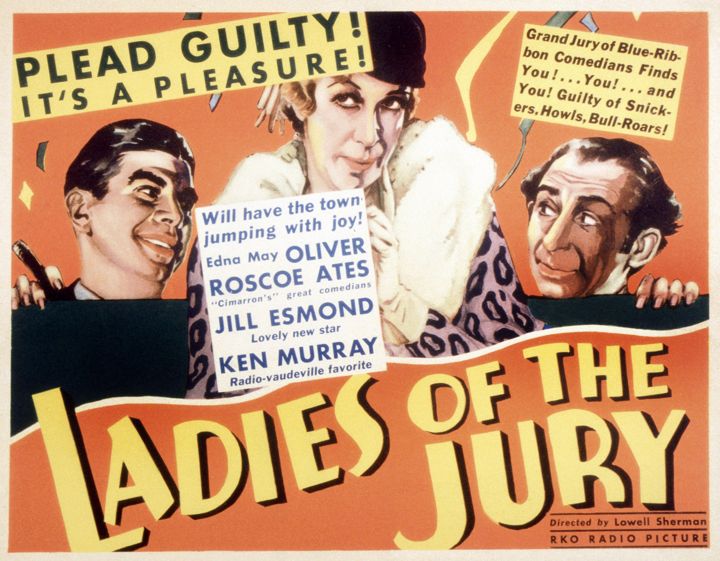 PLEAD GUILTY!
IT'S A PLEASURE!
Grand Jury of Blue-Rib-
bon Comedians Finds
You!...You!...and
You! Guilty of Snick-
ers, Howls, Bull-Roars!
Will have the town
jumping with joy!
Edna May OLIVER
ROSCOE ATES
"Cimarron's" great comedians
JILL ESMOND
Lovely new star
KEN MURRAY
Radio-vaudeville favorite
LADIES OF THE
JURY
Directed by Lowell Sherman
RKO RADIO PICTURE